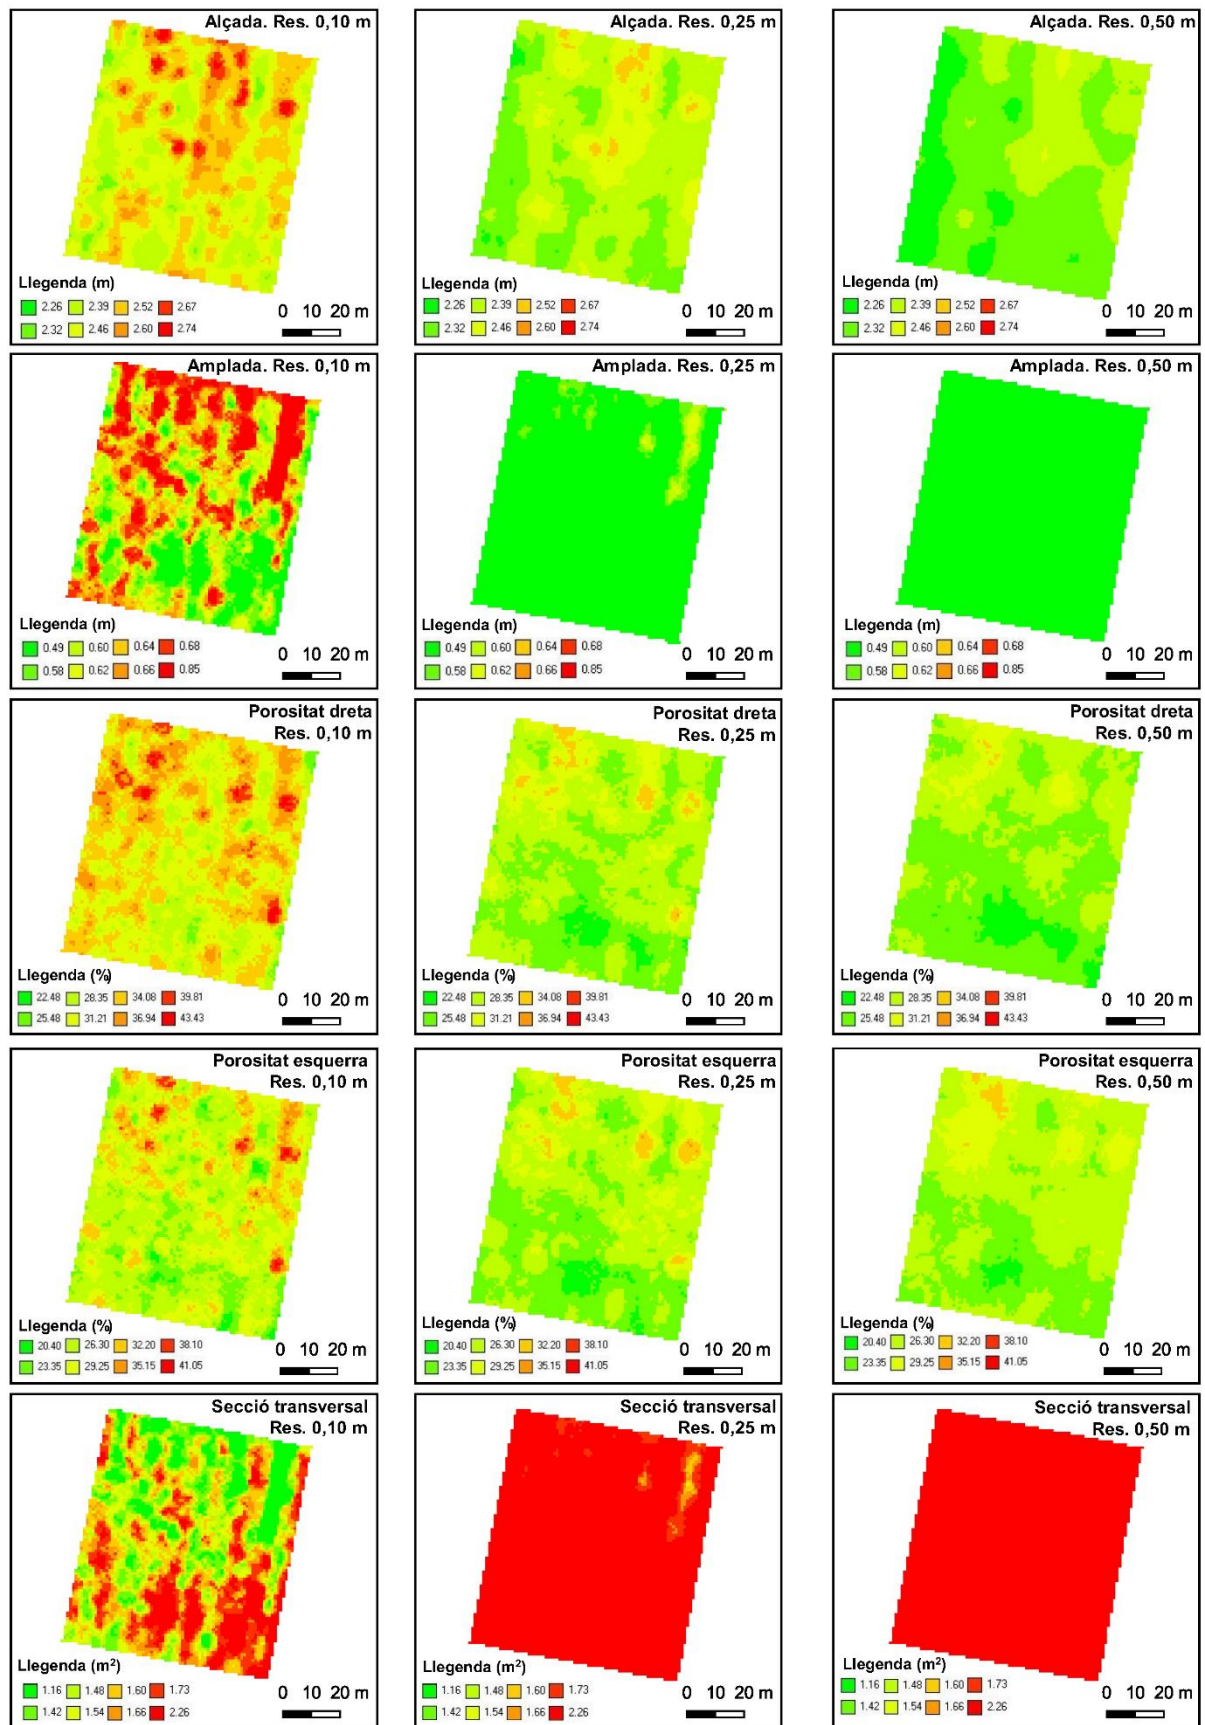 Alçada. Res. 0,10 m
Llegenda (m)
2.26 2.39 2.52 2.67
2.32 2.46 2.60 2.74
0 10 20 m
Alçada. Res. 0,25 m
Llegenda (m)
2.26 2.39 2.52 2.67
2.32 2.46 2.60 2.74
0 10 20 m
Alçada. Res. 0,50 m
Llegenda (m)
2.26 2.39 2.52 2.67
2.32 2.46 2.60 2.74
0 10 20 m
Amplada. Res. 0,10 m
Llegenda (m)
0.49 0.60 0.64 0.68
0.58 0.62 0.66 0.85
0 10 20 m
Amplada. Res. 0,25 m
Llegenda (m)
0.49 0.60 0.64 0.68
0.58 0.62 0.66 0.85
0 10 20 m
Amplada. Res. 0,50 m
Llegenda (m)
0.49 0.60 0.64 0.68
0.58 0.62 0.66 0.85
0 10 20 m
Porositat dreta
Res. 0,10 m
Llegenda (%)
22.48 28.35 34.08 39.81
25.48 31.21 36.94 43.43
0 10 20 m
Porositat dreta
Res. 0,25 m
Llegenda (%)
22.48 28.35 34.08 39.81
25.48 31.21 36.94 43.43
0 10 20 m
Porositat dreta
Res. 0,50 m
Llegenda (%)
22.48 28.35 34.08 39.81
25.48 31.21 36.94 43.43
0 10 20 m
Porositat esquerra
Res. 0,10 m
Llegenda (%)
20.40 26.30 32.20 38.10
23.35 29.25 35.15 41.05
0 10 20 m
Porositat esquerra
Res. 0,25 m
Llegenda (%)
20.40 26.30 32.20 38.10
23.35 29.25 35.15 41.05
0 10 20 m
Porositat esquerra
Res. 0,50 m
Llegenda (%)
20.40 26.30 32.20 38.10
23.35 29.25 35.15 41.05
0 10 20 m
Secció transversal
Res. 0,10 m
Llegenda (m²)
1.16 1.48 1.60 1.73
1.42 1.54 1.66 2.26
0 10 20 m
Secció transversal
Res. 0,25 m
Llegenda (m²)
1.16 1.48 1.60 1.73
1.42 1.54 1.66 2.26
0 10 20 m
Secció transversal
Res. 0,50 m
Llegenda (m²)
1.16 1.48 1.60 1.73
1.42 1.54 1.66 2.26
0 10 20 m